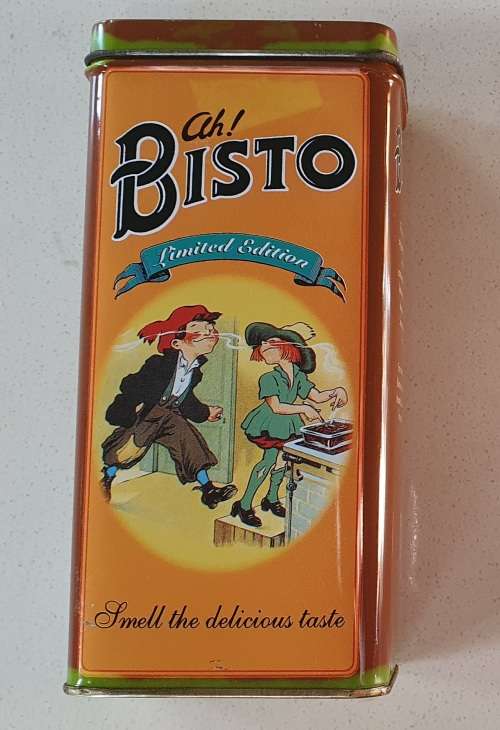 Ah!
BISTO
Limited Edition
Smell the delicious taste